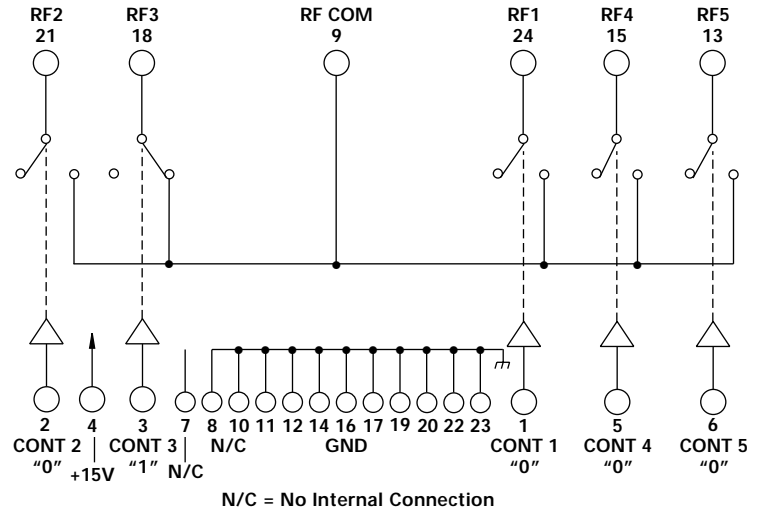 RF2 RF3 RF COM RF1 RF4 RF5
21 18 9 24 15 13
2 4 3 7 8 10 11 12 14 16 17 19 20 22 23 1 5 6
CONT 2 CONT 3 N/C GND CONT 1 CONT 4 CONT 5
“0” +15V “1” N/C “0” “0” “0”
N/C = No Internal Connection